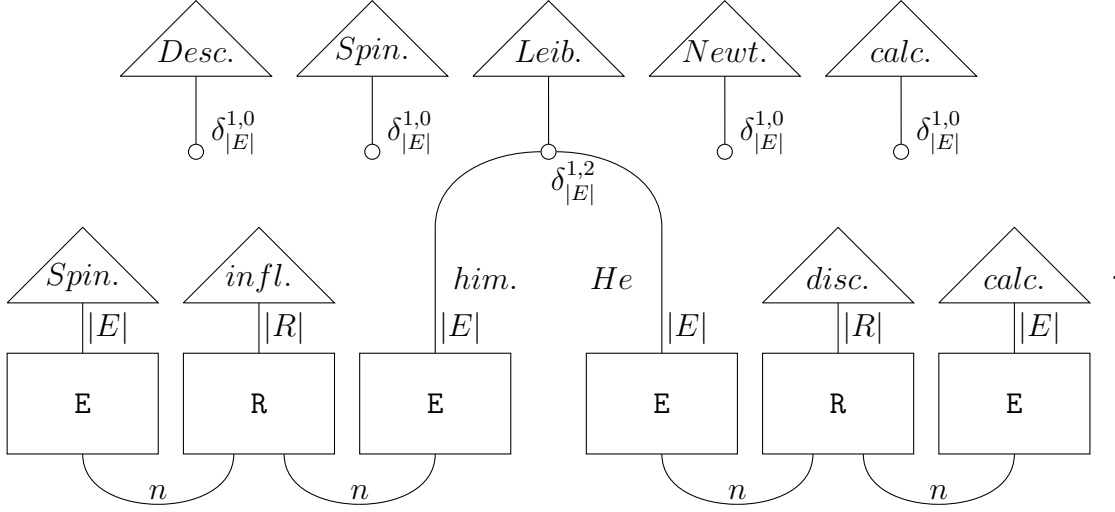 Desc. Spin. Leib. Newt. calc.
δ^{1,0}_{|E|} δ^{1,0}_{|E|} δ^{1,2}_{|E|} δ^{1,0}_{|E|} δ^{1,0}_{|E|}
Spin. infl. him. He disc. calc. .
|E| |R| |E| |E| |R| |E|
E R E E R E
n n n n